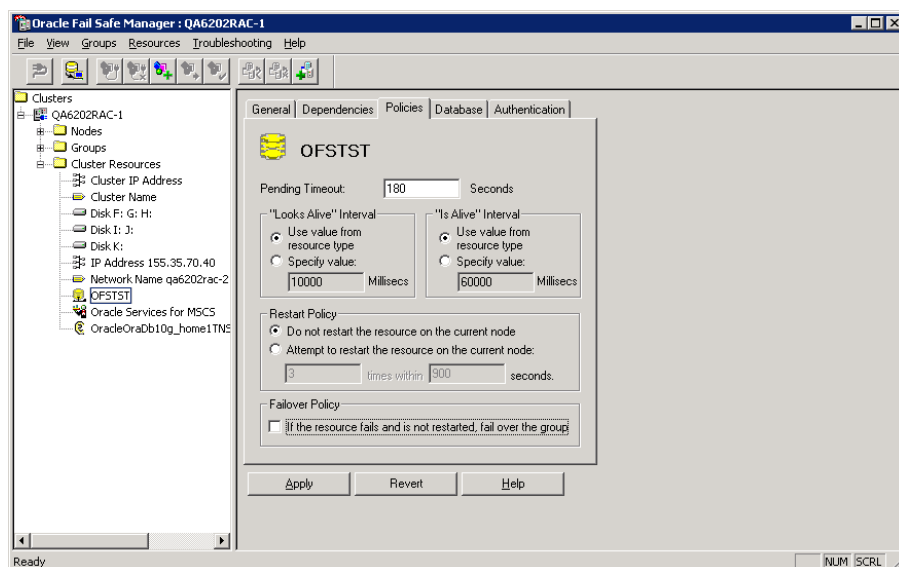 Oracle Fail Safe Manager : QA6202RAC-1
File View Groups Resources Troubleshooting Help
Clusters
QA6202RAC-1
Nodes
Groups
Cluster Resources
Cluster IP Address
Cluster Name
Disk F: G: H:
Disk I: J:
Disk K:
IP Address 155.35.70.40
Network Name qa6202rac-2
OFSTST
Oracle Services for MSCS
OracleOraDb10g_home1TNS
General Dependencies Policies Database Authentication
OFSTST
Pending Timeout: 180 Seconds
"Looks Alive" Interval
Use value from
resource type
Specify value:
10000 Millisecs
"Is Alive" Interval
Use value from
resource type
Specify value:
60000 Millisecs
Restart Policy
Do not restart the resource on the current node
Attempt to restart the resource on the current node:
3 times within 900 seconds.
Failover Policy
If the resource fails and is not restarted, fail over the group
Apply Revert Help
Ready NUM SCRL